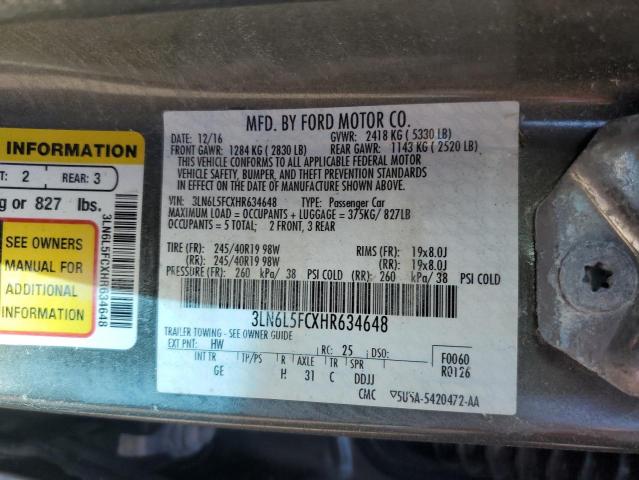 INFORMATION
T: 2 REAR: 3
g or 827 lbs.
SEE OWNERS
MANUAL FOR
ADDITIONAL
INFORMATION
3LN6L5FCXHR634648
MFD. BY FORD MOTOR CO.
DATE: 12/16 GVWR: 2418 KG ( 5330 LB)
FRONT GAWR: 1284 KG ( 2830 LB) REAR GAWR: 1143 KG ( 2520 LB)
THIS VEHICLE CONFORMS TO ALL APPLICABLE FEDERAL MOTOR
VEHICLE SAFETY, BUMPER, AND THEFT PREVENTION STANDARDS IN
EFFECT ON THE DATE OF MANUFACTURE SHOWN ABOVE.
VIN: 3LN6L5FCXHR634648 TYPE: Passenger Car
MAXIMUM LOAD = OCCUPANTS + LUGGAGE = 375KG/ 827LB
OCCUPANTS: 5 TOTAL: 2 FRONT, 3 REAR
TIRE (FR): 245/40R19 98W RIMS (FR): 19x8.0J
(RR): 245/40R19 98W (RR): 19x8.0J
PRESSURE (FR): 260 kPa/ 38 PSI COLD (RR): 260 kPa/ 38 PSI COLD
3LN6L5FCXHR634648
TRAILER TOWING - SEE OWNER GUIDE
EXT PNT: HW RC: 25 DSO: F0060
INT TR TP/PS R AXLE TR SPR R0126
GE H 31 C DDJJ
CMC 5U5A-5420472-AA